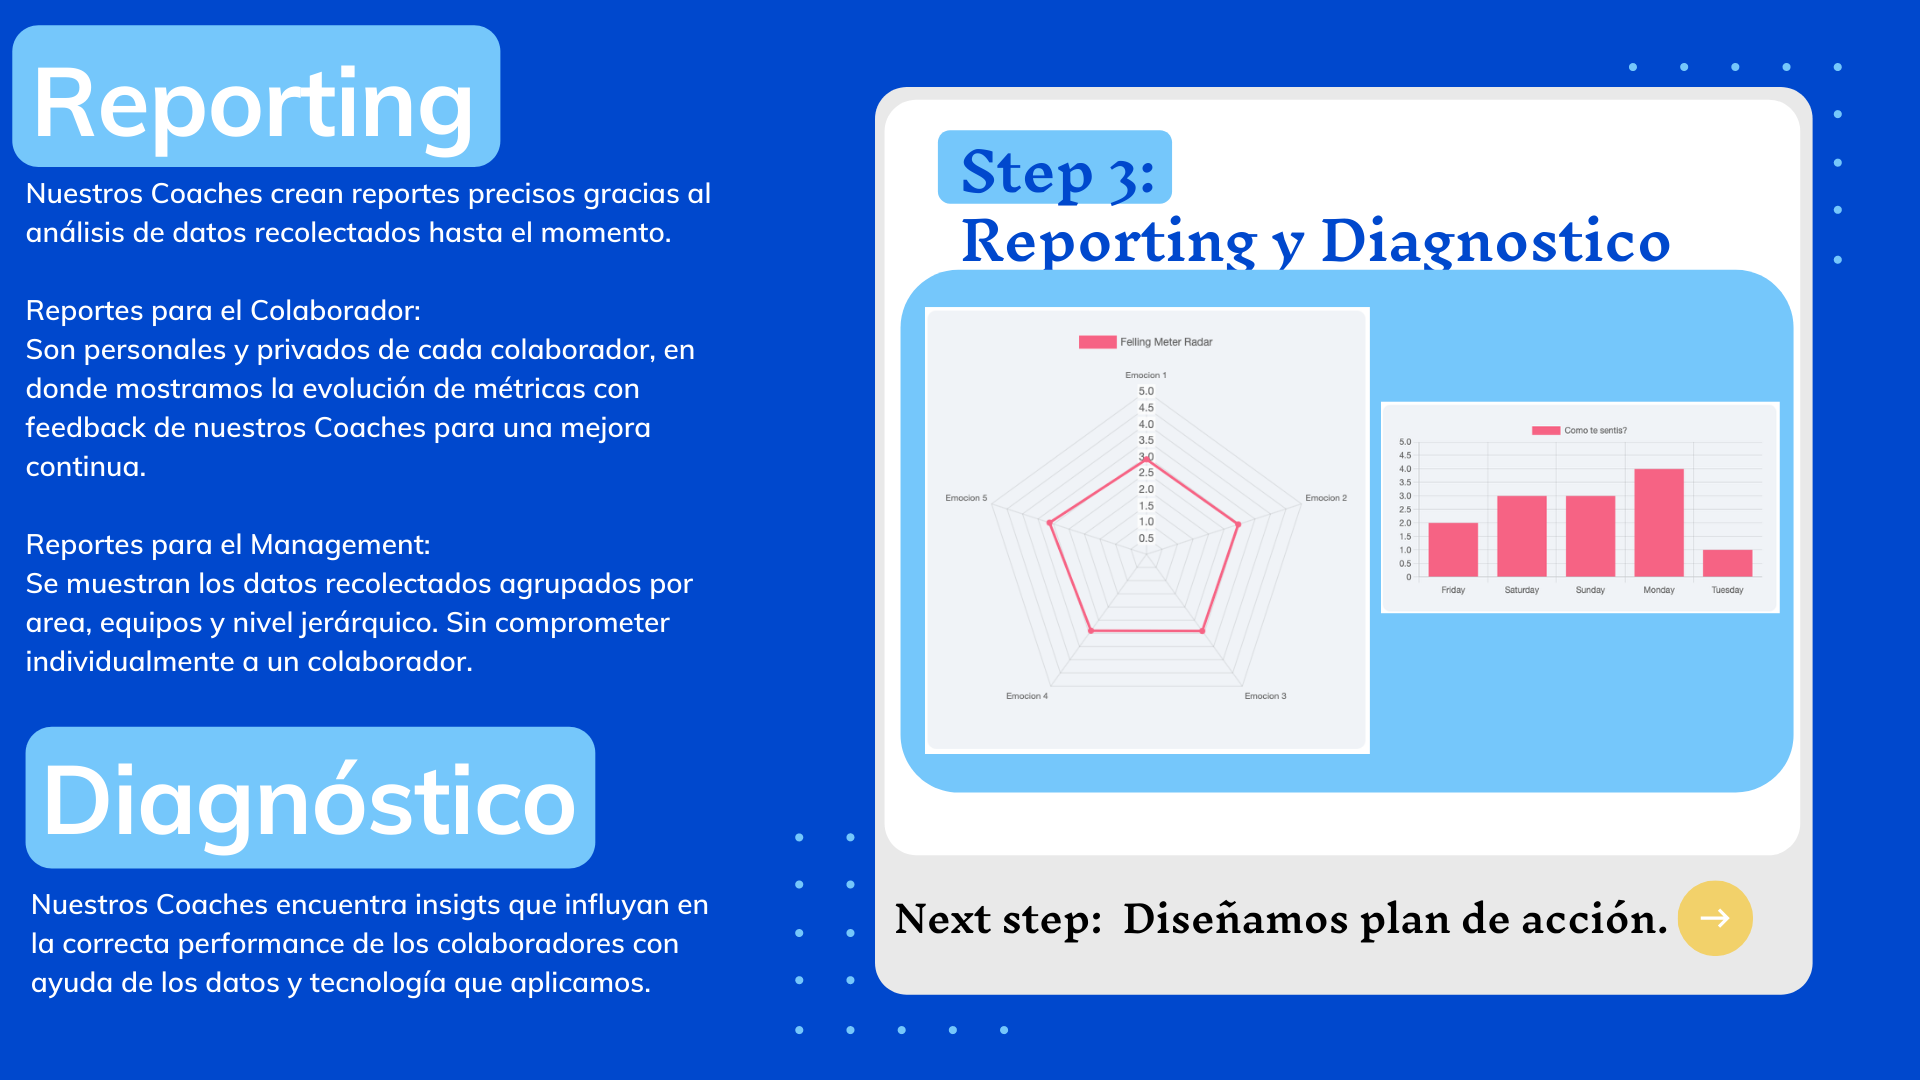 Reporting
Nuestros Coaches crean reportes precisos gracias al
análisis de datos recolectados hasta el momento.
Reportes para el Colaborador:
Son personales y privados de cada colaborador, en
donde mostramos la evolución de métricas con
feedback de nuestros Coaches para una mejora
continua.
Reportes para el Management:
Se muestran los datos recolectados agrupados por
area, equipos y nivel jerárquico. Sin comprometer
individualmente a un colaborador.
Diagnóstico
Nuestros Coaches encuentra insigts que influyan en
la correcta performance de los colaboradores con
ayuda de los datos y tecnología que aplicamos.
Step 3:
Reporting y Diagnostico
Felling Meter Radar
Emocion 1
5.0
4.5
4.0
3.5
3.0
2.5
2.0
1.5
1.0
0.5
Emocion 5
Emocion 2
Emocion 4
Emocion 3
Como te sentis?
5.0
4.5
4.0
3.5
3.0
2.5
2.0
1.5
1.0
0.5
0
Friday Saturday Sunday Monday Tuesday
Next step: Diseñamos plan de acción.